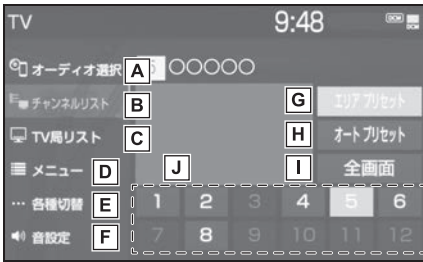 TV 9:48
オーディオ選択 A 5 ○○○○○
チャンネルリスト B G エリア プリセット
TV局リスト C H オート プリセット
メニュー D J I 全画面
各種切替 E 1 2 3 4 5 6
音設定 F 7 8 9 10 11 12